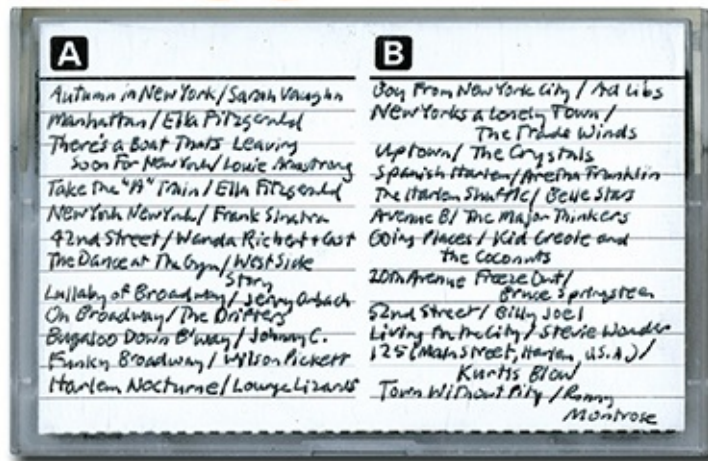 A
Autumn in New York/Sarah Vaughn
Manhattan/Ella Fitzgerald
There's a Boat Thats Leaving
Soon For New York/Louie Armstrong
Take the "A" Train/Ella Fitzgerald
New York New York/Frank Sinatra
42nd Street/Wanda Richert + Cast
The Dance at The Gym/West Side
Story
Lullaby of Broadway/Jerry Orbach
On Broadway/The Drifters
Bugaloo Down B'way/Johnny C.
Funky Broadway/Wilson Pickett
Harlem Nocturne/Lounge Lizards
B
Boy From New York City/Ad Libs
New Yorks a Lonely Town/
The Trade Winds
Uptown/The Crystals
Spanish Harlem/Aretha Franklin
The Harlem Shuffle/Belle Stars
Avenue B/The Major Thinkers
Going Places/Kid Creole and
the Coconuts
10th Avenue Freeze Out/
Bruce Springsteen
52nd Street/Billy Joel
Living For the City/Stevie Wonder
125 (Main Street, Harlem, U.S.A.)/
Kurtis Blow
Town Without Pity/Ronny
Montrose